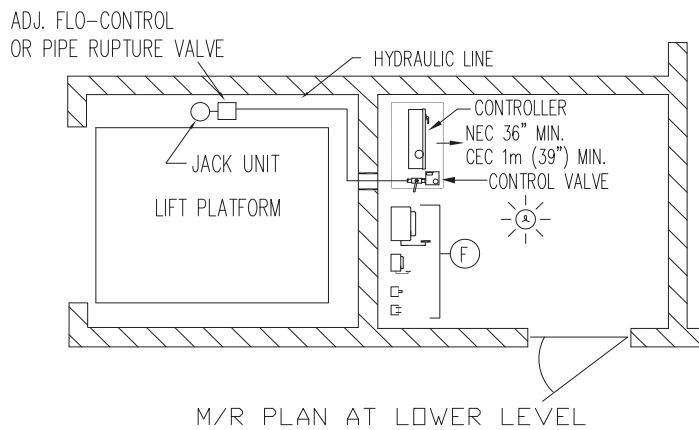 ADJ. FLO-CONTROL
OR PIPE RUPTURE VALVE
HYDRAULIC LINE
CONTROLLER
NEC 36" MIN.
CEC 1m (39") MIN.
CONTROL VALVE
JACK UNIT
LIFT PLATFORM
F
M/R PLAN AT LOWER LEVEL